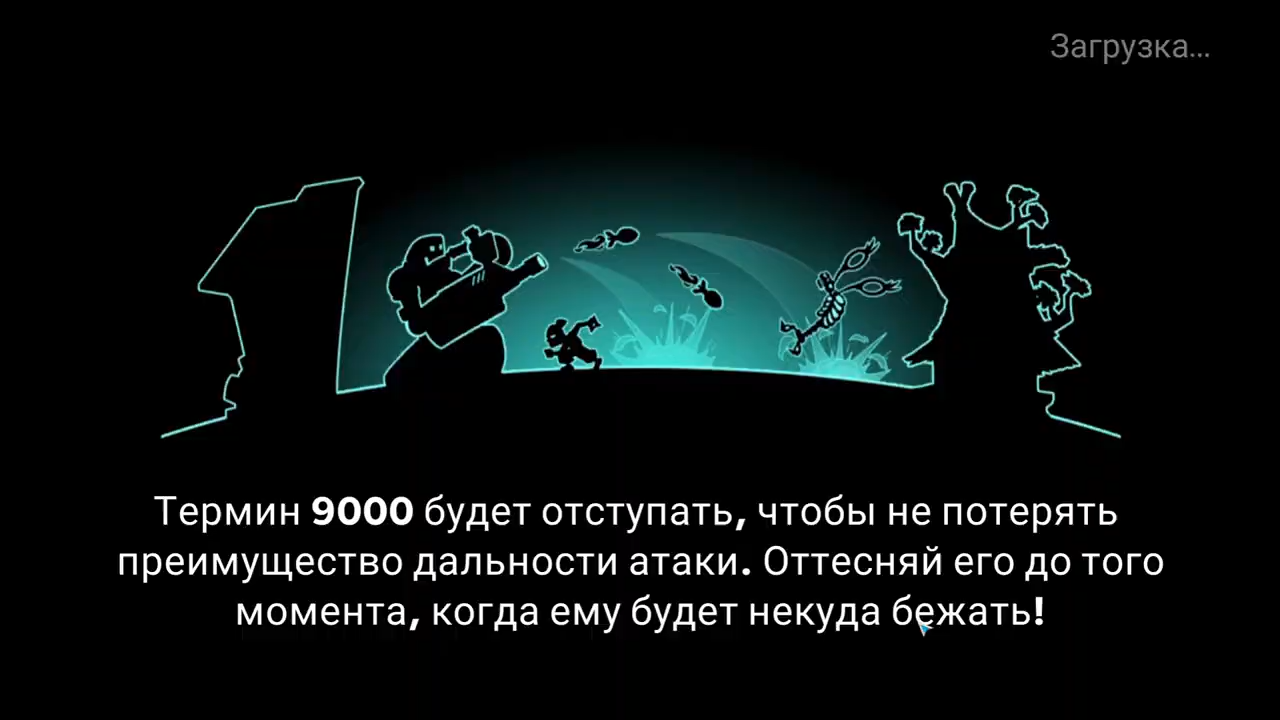 Загрузка...
Термин 9000 будет отступать, чтобы не потерять
преимущество дальности атаки. Оттесняй его до того
момента, когда ему будет некуда бежать!